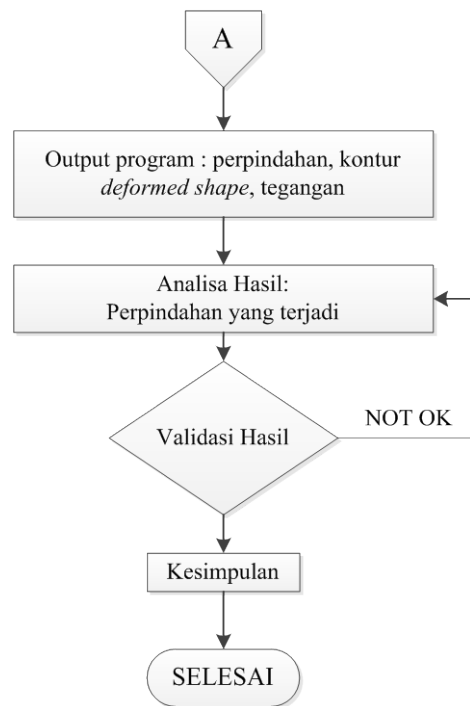 A
Output program : perpindahan, kontur
deformed shape, tegangan
Analisa Hasil:
Perpindahan yang terjadi
Validasi Hasil
NOT OK
Kesimpulan
SELESAI